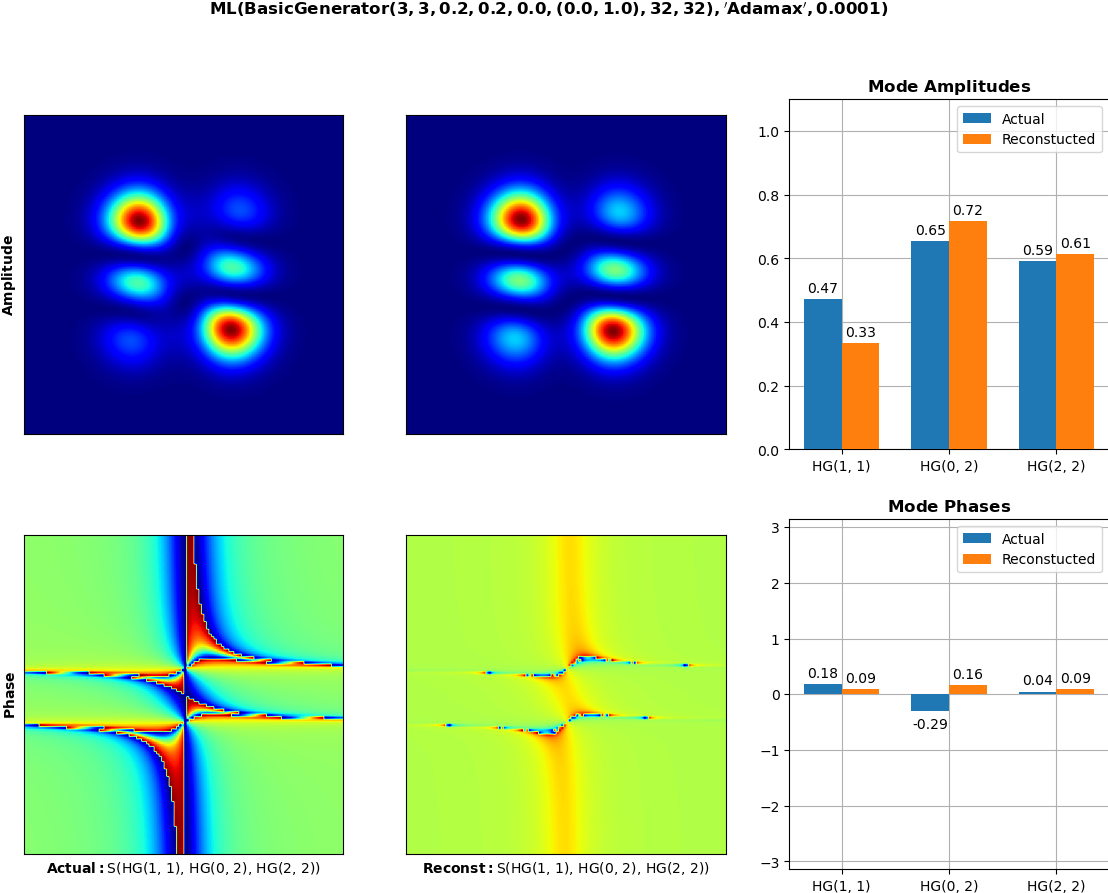 ML(BasicGenerator(3, 3, 0.2, 0.2, 0.0, (0.0, 1.0), 32, 32), 'Adamax', 0.0001)
Amplitude
Mode Amplitudes
Actual
Reconstucted
1.0
0.8
0.6
0.4
0.2
0.0
0.47
0.33
0.65
0.72
0.59
0.61
HG(1, 1)
HG(0, 2)
HG(2, 2)
Phase
Actual: S(HG(1, 1), HG(0, 2), HG(2, 2))
Reconst: S(HG(1, 1), HG(0, 2), HG(2, 2))
Mode Phases
Actual
Reconstucted
3
2
1
0
−1
−2
−3
0.18
0.09
-0.29
0.16
0.04
0.09
HG(1, 1)
HG(0, 2)
HG(2, 2)